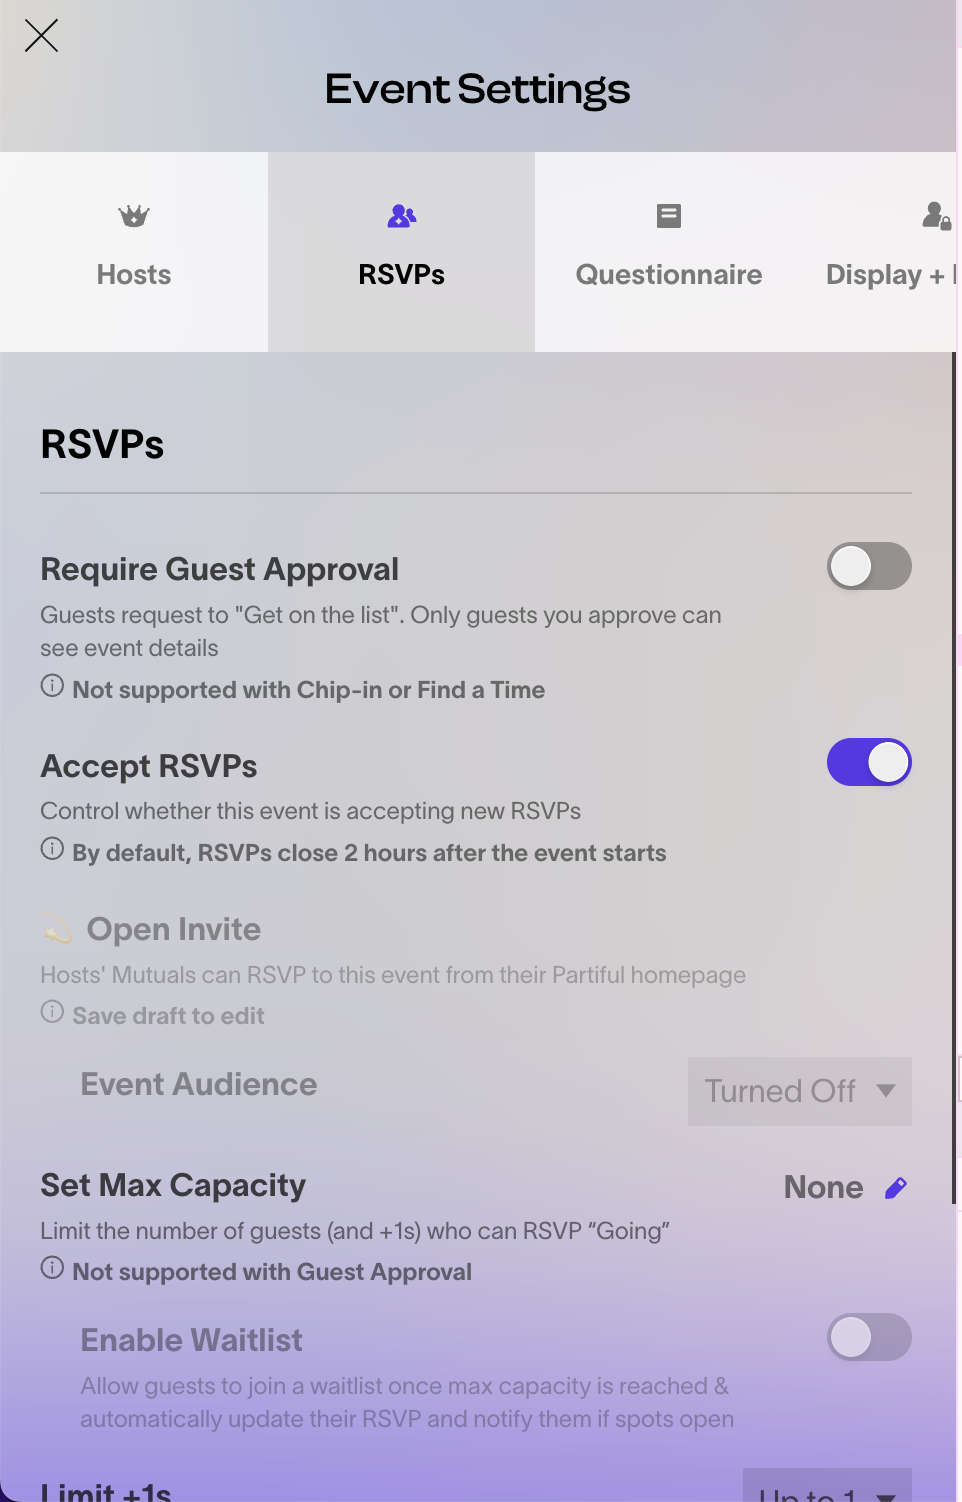 Event Settings
Hosts
RSVPs
Questionnaire
Display +
RSVPs
Require Guest Approval
Guests request to "Get on the list". Only guests you approve can
see event details
Not supported with Chip-in or Find a Time
Accept RSVPs
Control whether this event is accepting new RSVPs
By default, RSVPs close 2 hours after the event starts
Open Invite
Hosts' Mutuals can RSVP to this event from their Partiful homepage
Save draft to edit
Event Audience
Turned Off
Set Max Capacity
None
Limit the number of guests (and +1s) who can RSVP “Going”
Not supported with Guest Approval
Enable Waitlist
Allow guests to join a waitlist once max capacity is reached &
automatically update their RSVP and notify them if spots open
Limit +1s
Up to 1